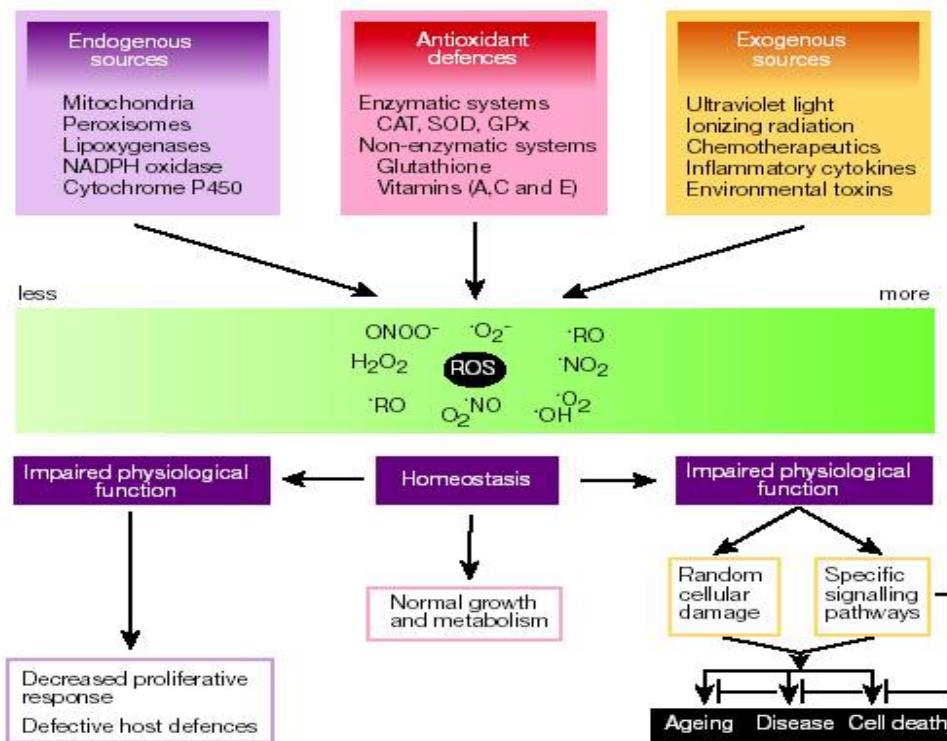 Endogenous
sources
Mitochondria
Peroxisomes
Lipoxygenases
NADPH oxidase
Cytochrome P450
Antioxidant
defences
Enzymatic systems
CAT, SOD, GPx
Non-enzymatic systems
Glutathione
Vitamins (A,C and E)
Exogenous
sources
Ultraviolet light
Ionizing radiation
Chemotherapeutics
Inflammatory cytokines
Environmental toxins
less
more
ONOO⁻ ·O₂⁻ ·RO
H₂O₂ ROS ·NO₂
·RO O₂ ·NO ·OH ·O₂
Impaired physiological
function
Homeostasis
Impaired physiological
function
Normal growth
and metabolism
Random
cellular
damage
Specific
signalling
pathways
Decreased proliferative
response
Defective host defences
Ageing Disease Cell death